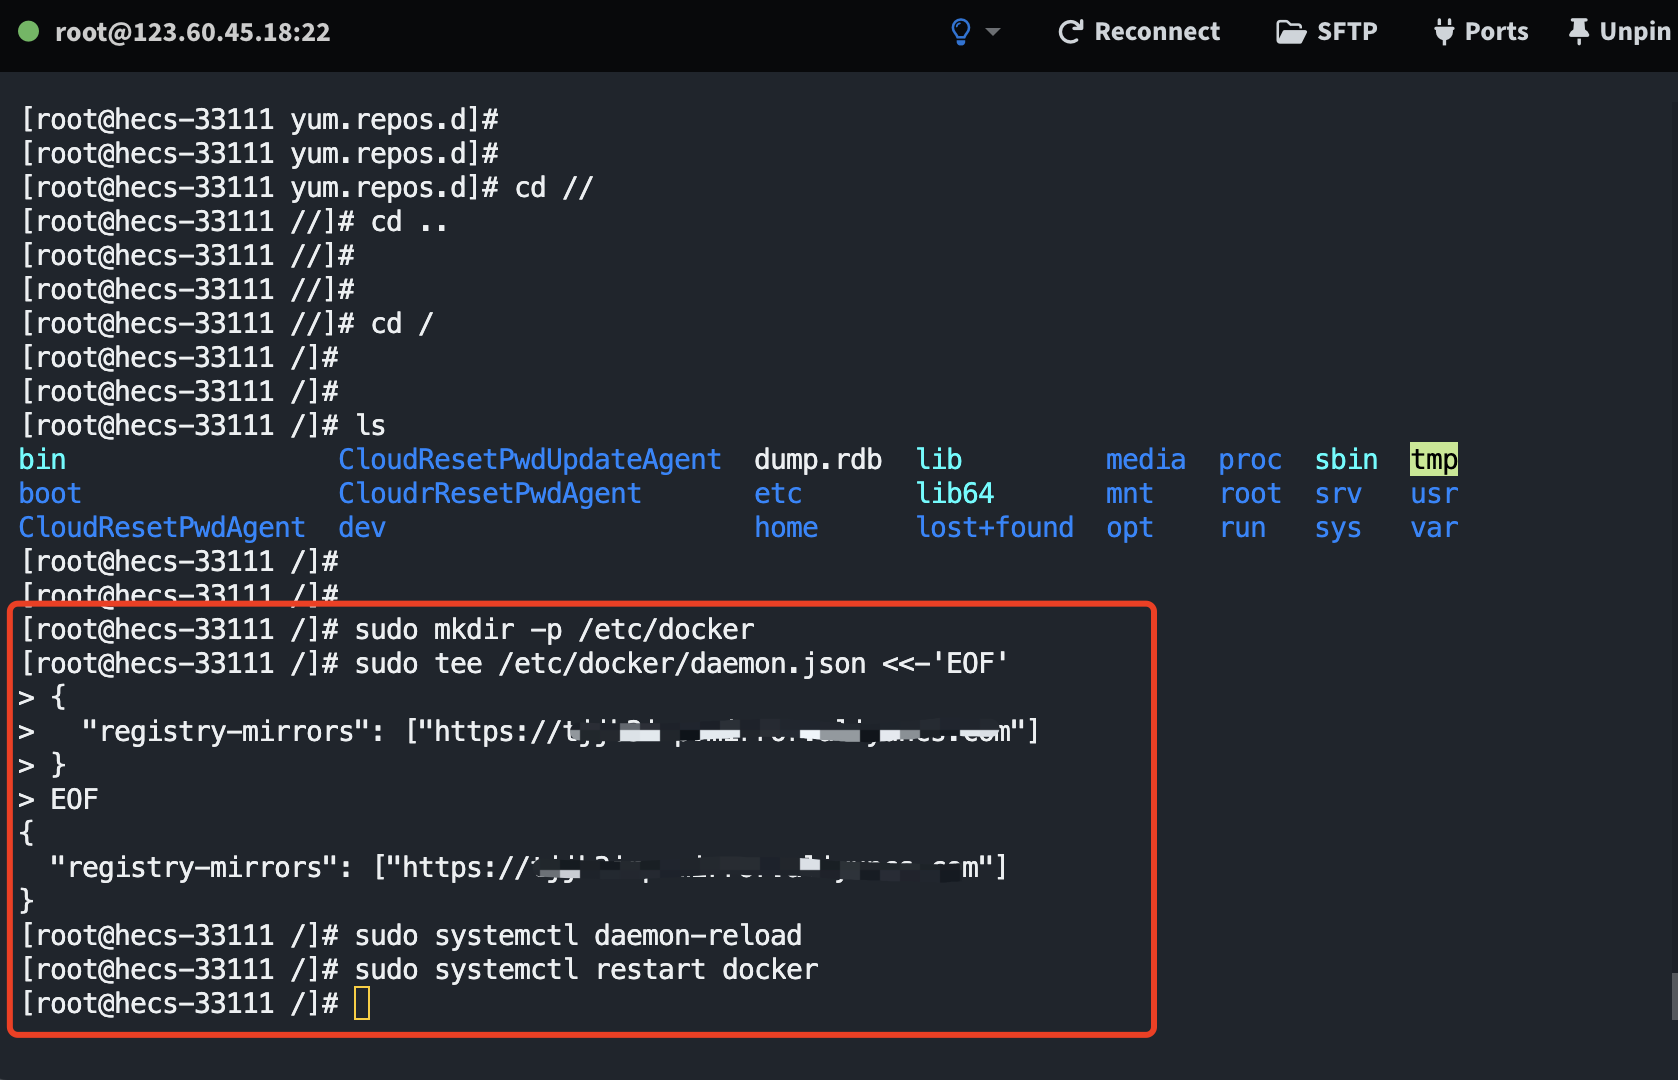 root@123.60.45.18:22 Reconnect SFTP Ports Unpin
[root@hecs-33111 yum.repos.d]#
[root@hecs-33111 yum.repos.d]#
[root@hecs-33111 yum.repos.d]# cd //
[root@hecs-33111 //]# cd ..
[root@hecs-33111 //]#
[root@hecs-33111 //]#
[root@hecs-33111 //]# cd /
[root@hecs-33111 /]#
[root@hecs-33111 /]#
[root@hecs-33111 /]# ls
bin CloudResetPwdUpdateAgent dump.rdb lib media proc sbin tmp
boot CloudrResetPwdAgent etc lib64 mnt root srv usr
CloudResetPwdAgent dev home lost+found opt run sys var
[root@hecs-33111 /]#
[root@hecs-33111 /]#
[root@hecs-33111 /]# sudo mkdir -p /etc/docker
[root@hecs-33111 /]# sudo tee /etc/docker/daemon.json <<-'EOF'
> {
> "registry-mirrors": ["https://
> }
> EOF
{
"registry-mirrors": ["https://
}
[root@hecs-33111 /]# sudo systemctl daemon-reload
[root@hecs-33111 /]# sudo systemctl restart docker
[root@hecs-33111 /]#